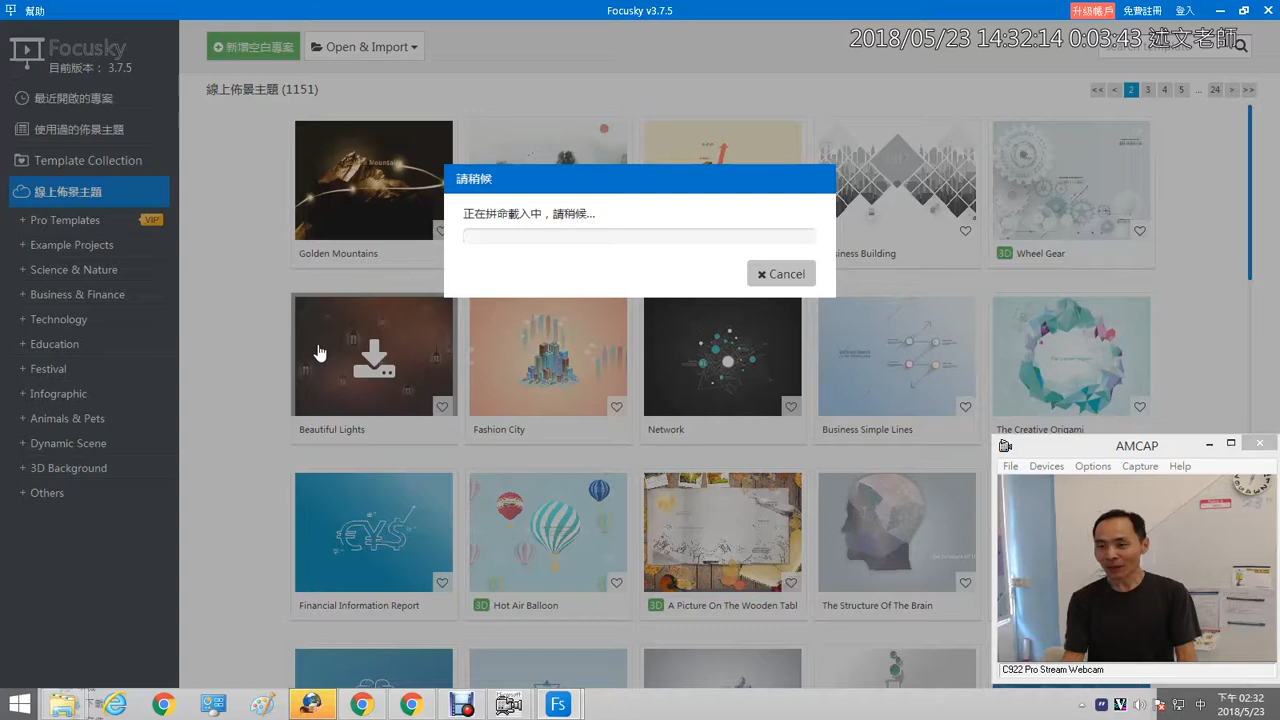 幫助
Focusky v3.7.5
升级帳戶
免費註冊
登入
2018/05/23 14:32:14 0:03:43 述文老師
Focusky
目前版本: 3.7.5
新增空白專案
Open & Import
最近開啟的專案
使用過的佈景主題
Template Collection
線上佈景主題
+ Pro Templates
VIP
+ Example Projects
+ Science & Nature
+ Business & Finance
+ Technology
+ Education
+ Festival
+ Infographic
+ Animals & Pets
+ Dynamic Scene
+ 3D Background
+ Others
線上佈景主題 (1151)
<< < 2 3 4 5 ... 24 > >>
請稍候
正在拼命載入中，請稍候...
Cancel
Golden Mountains
siness Building
3D Wheel Gear
Beautiful Lights
Fashion City
Network
Business Simple Lines
The Creative Origami
Financial Information Report
3D Hot Air Balloon
3D A Picture On The Wooden Tabl
The Structure Of The Brain
AMCAP
File Devices Options Capture Help
C922 Pro Stream Webcam
Fs
中
下午 02:32
2018/5/23